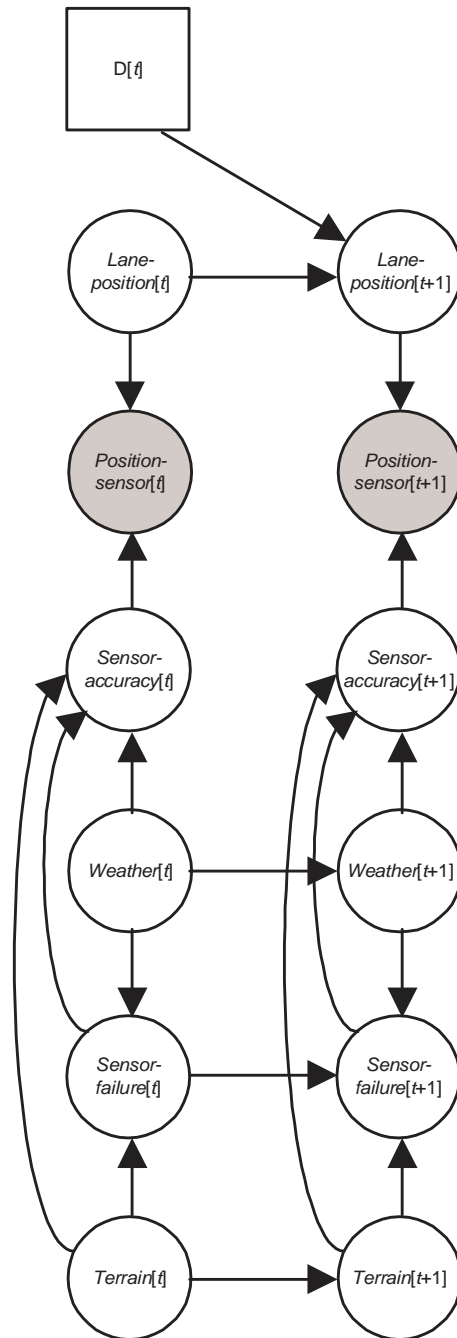 D[t]
Lane-
position[t]
Lane-
position[t+1]
Position-
sensor[t]
Position-
sensor[t+1]
Sensor-
accuracy[t]
Sensor-
accuracy[t+1]
Weather[t]
Weather[t+1]
Sensor-
failure[t]
Sensor-
failure[t+1]
Terrain[t]
Terrain[t+1]